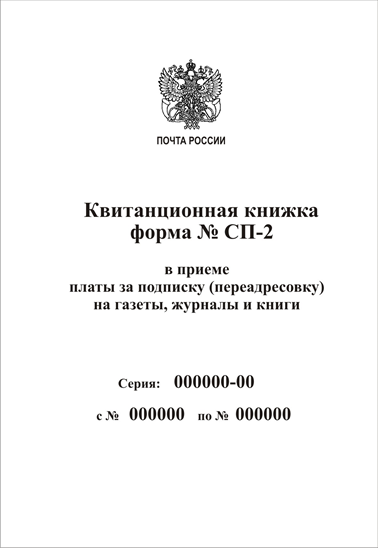 ПОЧТА РОССИИ
Квитанционная книжка
форма № СП-2
в приеме
платы за подписку (переадресовку)
на газеты, журналы и книги
Серия: 000000-00
с № 000000 по № 000000